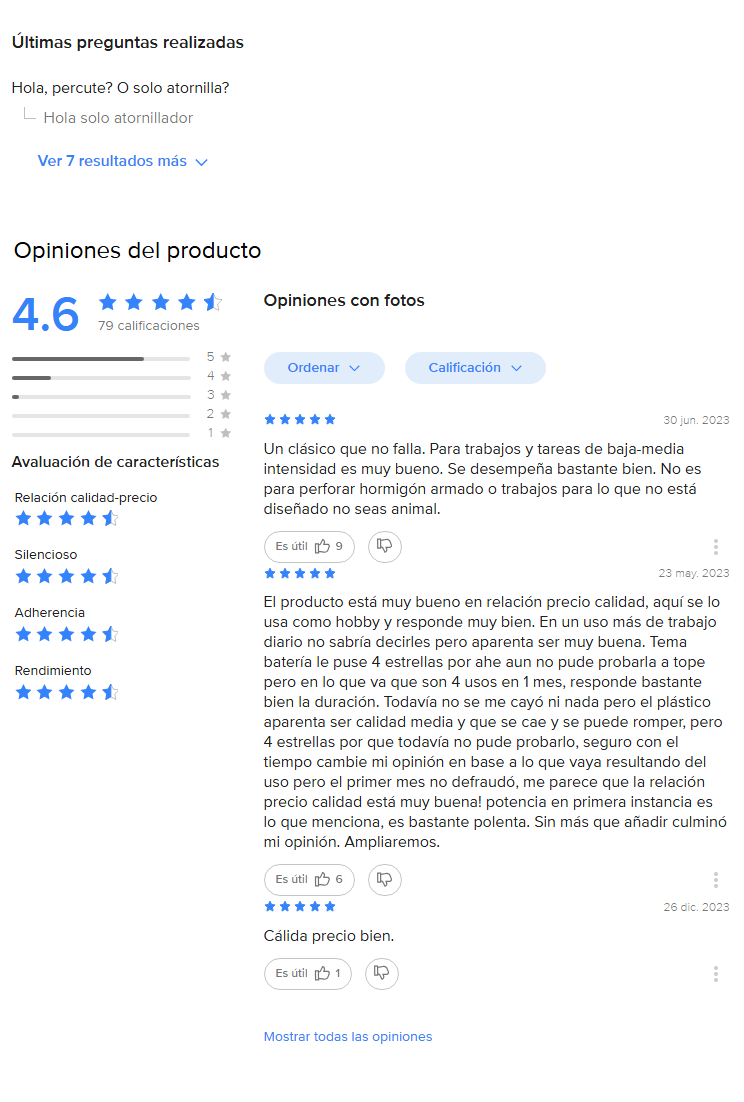 Últimas preguntas realizadas
Hola, percute? O solo atornilla?
Hola solo atornillador
Ver 7 resultados más
Opiniones del producto
4.6
79 calificaciones
5
4
3
2
1
Avaluación de características
Relación calidad-precio
Silencioso
Adherencia
Rendimiento
Opiniones con fotos
Ordenar
Calificación
30 jun. 2023
Un clásico que no falla. Para trabajos y tareas de baja-media
intensidad es muy bueno. Se desempeña bastante bien. No es
para perforar hormigón armado o trabajos para lo que no está
diseñado no seas animal.
Es útil 9
23 may. 2023
El producto está muy bueno en relación precio calidad, aquí se lo
usa como hobby y responde muy bien. En un uso más de trabajo
diario no sabría decirles pero aparenta ser muy buena. Tema
batería le puse 4 estrellas por ahe aun no pude probarla a tope
pero en lo que va que son 4 usos en 1 mes, responde bastante
bien la duración. Todavía no se me cayó ni nada pero el plástico
aparenta ser calidad media y que se cae y se puede romper, pero
4 estrellas por que todavía no pude probarlo, seguro con el
tiempo cambie mi opinión en base a lo que vaya resultando del
uso pero el primer mes no defraudó, me parece que la relación
precio calidad está muy buena! potencia en primera instancia es
lo que menciona, es bastante polenta. Sin más que añadir culminó
mi opinión. Ampliaremos.
Es útil 6
26 dic. 2023
Cálida precio bien.
Es útil 1
Mostrar todas las opiniones